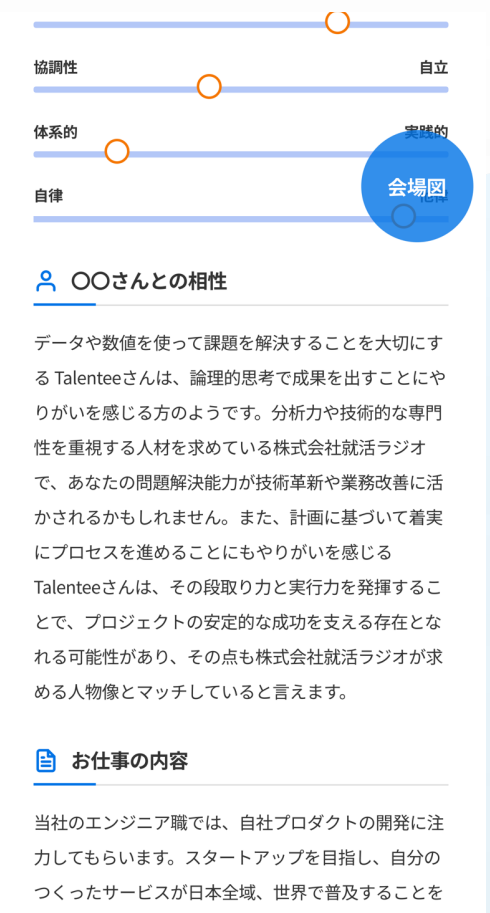 協調性 自立
体系的 実践的
会場図
自律 他律
〇〇さんとの相性
データや数値を使って課題を解決することを大切にす
る Talenteeさんは、論理的思考で成果を出すことにや
りがいを感じる方のようです。分析力や技術的な専門
性を重視する人材を求めている株式会社就活ラジオ
で、あなたの問題解決能力が技術革新や業務改善に活
かされるかもしれません。また、計画に基づいて着実
にプロセスを進めることにもやりがいを感じる
Talenteeさんは、その段取り力と実行力を発揮するこ
とで、プロジェクトの安定的な成功を支える存在とな
れる可能性があり、その点も株式会社就活ラジオが求
める人物像とマッチしていると言えます。
お仕事の内容
当社のエンジニア職では、自社プロダクトの開発に注
力してもらいます。スタートアップを目指し、自分の
つくったサービスが日本全域、世界で普及することを